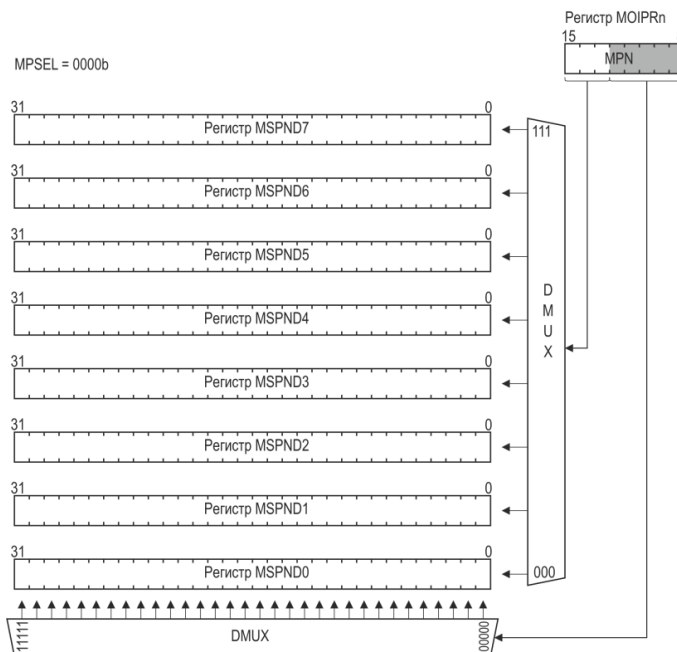 Регистр MOIPRn
15
MPN
MPSEL = 0000b
31 0
Регистр MSPND7
111
31 0
Регистр MSPND6
31 0
Регистр MSPND5
31 0
Регистр MSPND4
D
M
U
X
31 0
Регистр MSPND3
31 0
Регистр MSPND2
31 0
Регистр MSPND1
31 0
Регистр MSPND0
000
11111
DMUX
00000